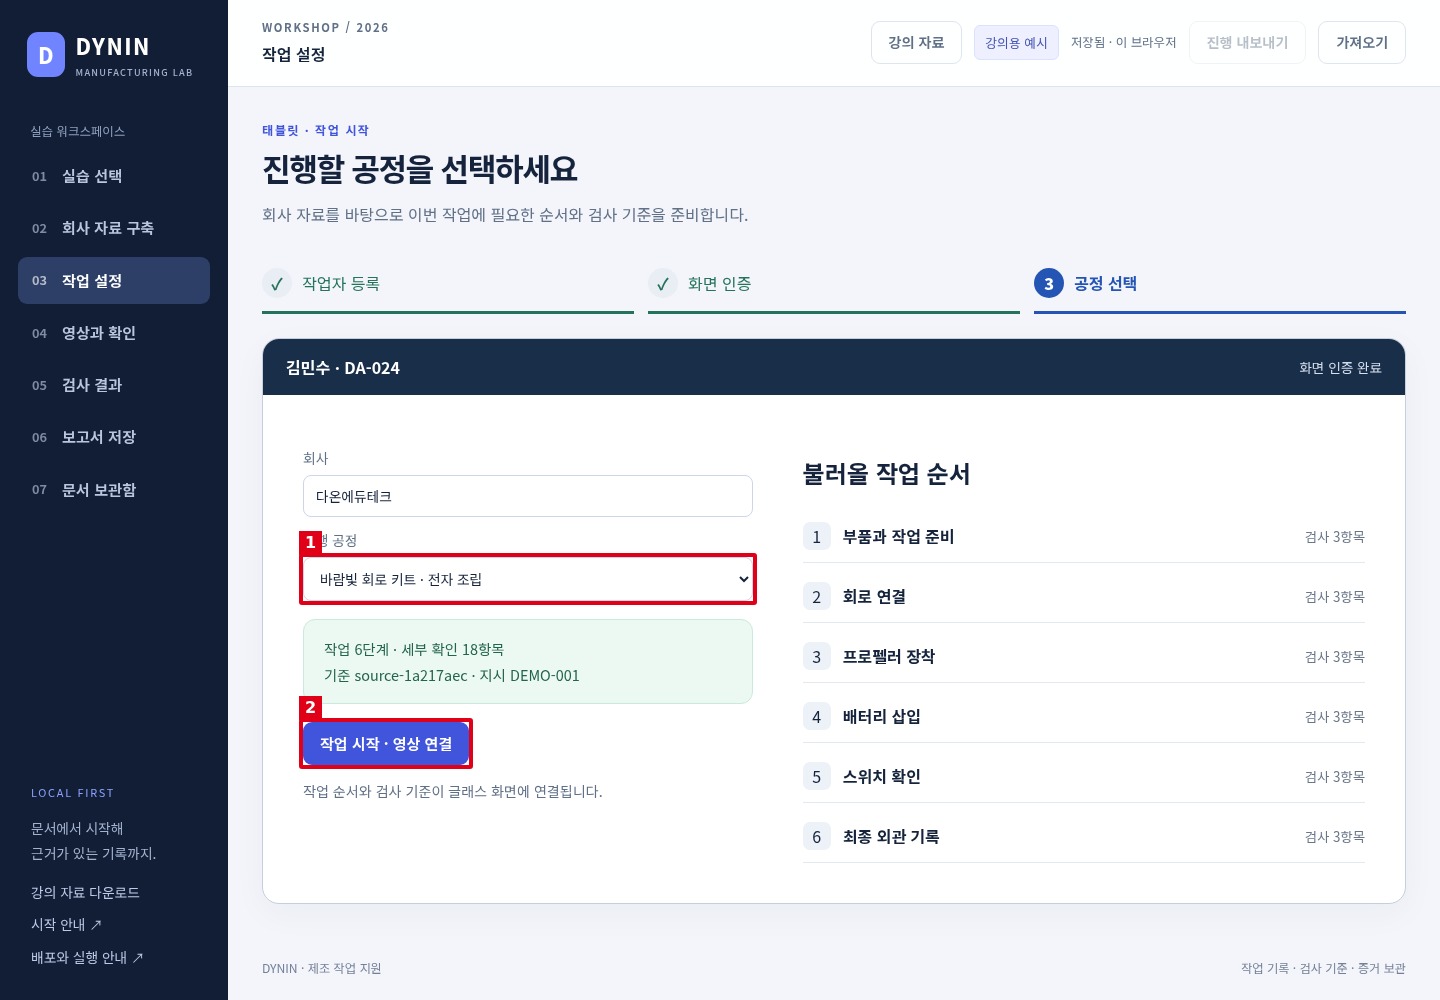 D
DYNIN
MANUFACTURING LAB
실습 워크스페이스
01 실습 선택
02 회사 자료 구축
03 작업 설정
04 영상과 확인
05 검사 결과
06 보고서 저장
07 문서 보관함
LOCAL FIRST
문서에서 시작해
근거가 있는 기록까지.
강의 자료 다운로드
시작 안내 ↗
배포와 실행 안내 ↗
WORKSHOP / 2026
작업 설정
강의 자료
강의용 예시
저장됨 · 이 브라우저
진행 내보내기
가져오기
태블릿 · 작업 시작
진행할 공정을 선택하세요
회사 자료를 바탕으로 이번 작업에 필요한 순서와 검사 기준을 준비합니다.
✓ 작업자 등록
✓ 화면 인증
3 공정 선택
김민수 · DA-024
화면 인증 완료
회사
다온에듀테크
1
공정
바람빛 회로 키트 · 전자 조립
작업 6단계 · 세부 확인 18항목
기준 source-1a217aec · 지시 DEMO-001
2
작업 시작 · 영상 연결
작업 순서와 검사 기준이 글래스 화면에 연결됩니다.
불러올 작업 순서
1 부품과 작업 준비 검사 3항목
2 회로 연결 검사 3항목
3 프로펠러 장착 검사 3항목
4 배터리 삽입 검사 3항목
5 스위치 확인 검사 3항목
6 최종 외관 기록 검사 3항목
DYNIN · 제조 작업 지원
작업 기록 · 검사 기준 · 증거 보관